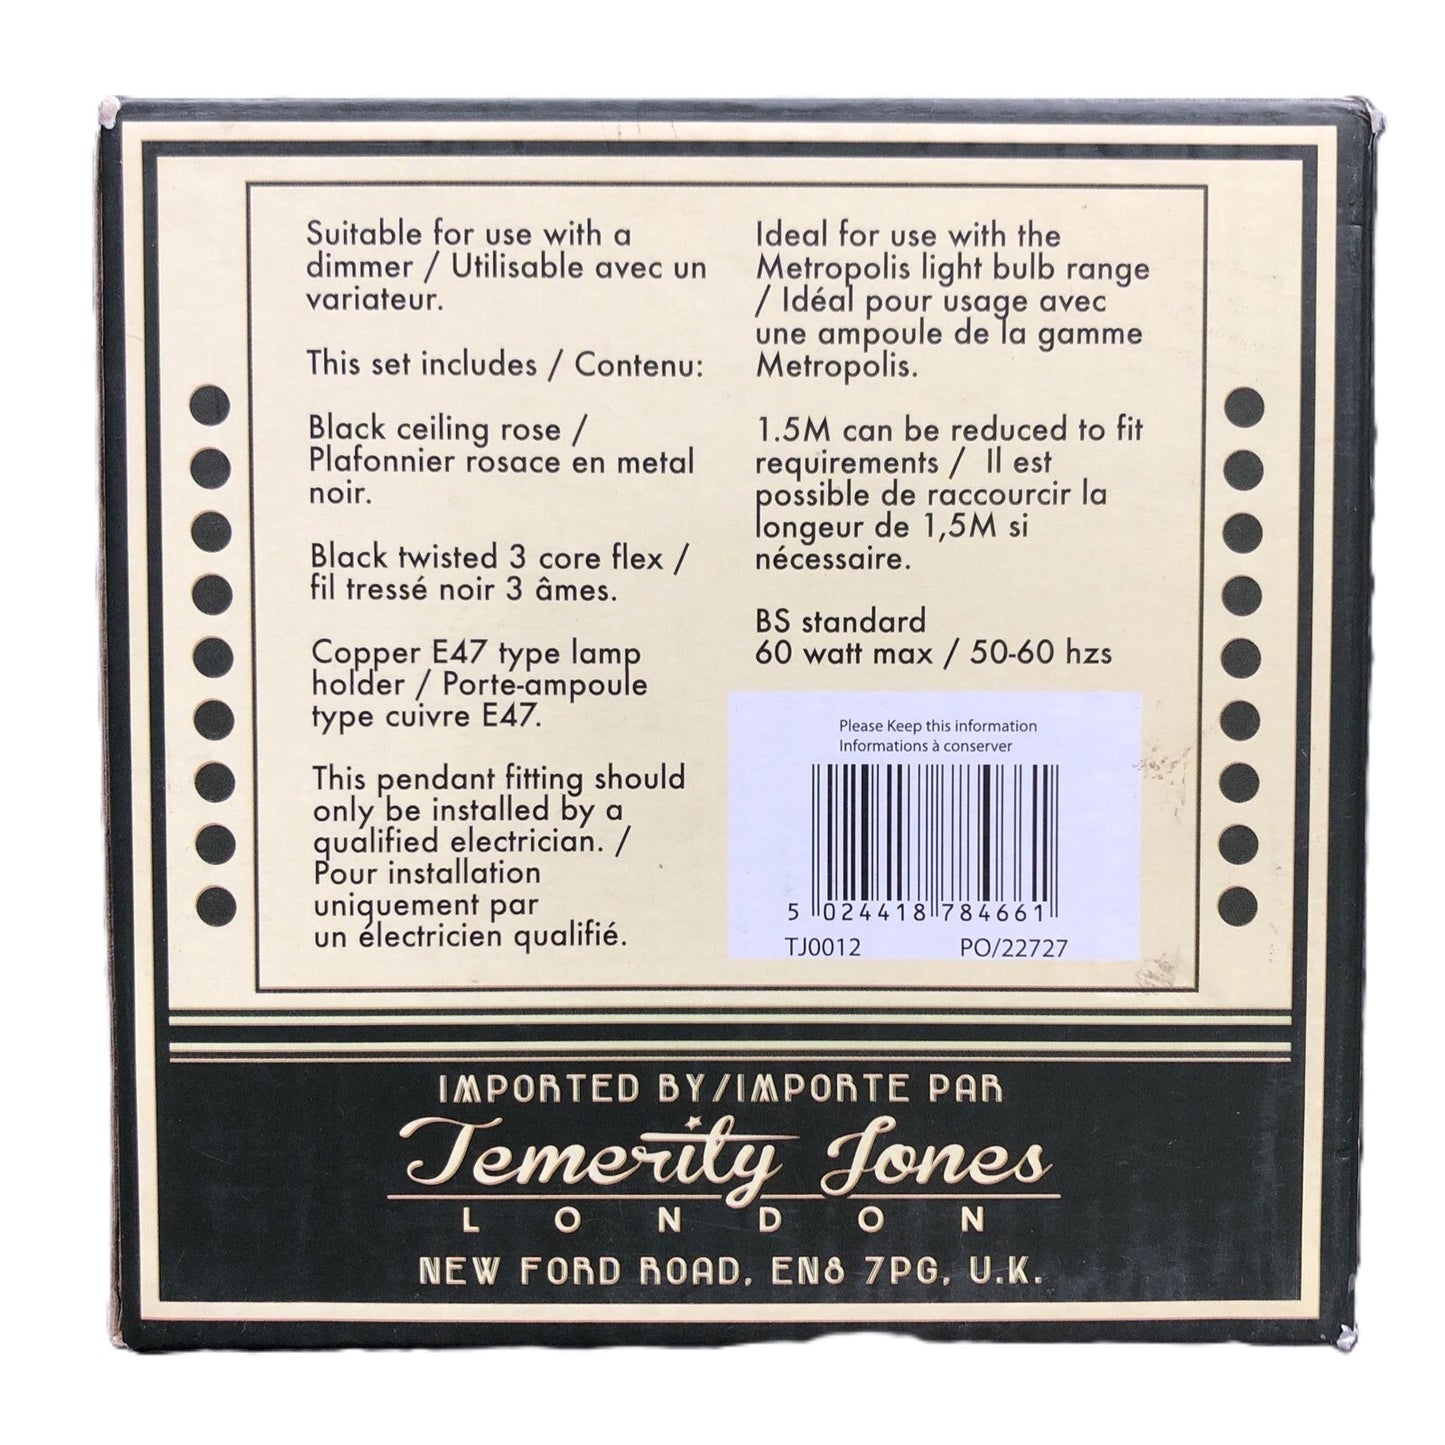 Suitable for use with a
dimmer / Utilisable avec un
variateur.
This set includes / Contenu:
Black ceiling rose /
Plafonnier rosace en metal
noir.
Black twisted 3 core flex /
fil tressé noir 3 âmes.
Copper E47 type lamp
holder / Porte-ampoule
type cuivre E47.
This pendant fitting should
only be installed by a
qualified electrician. /
Pour installation
uniquement par
un électricien qualifié.
Ideal for use with the
Metropolis light bulb range
/ Idéal pour usage avec
une ampoule de la gamme
Metropolis.
1.5M can be reduced to fit
requirements / Il est
possible de raccourcir la
longeur de 1,5M si
nécessaire.
BS standard
60 watt max / 50-60 hzs
Please Keep this information
Informations à conserver
5 024418 784661
TJ0012 PO/22727
IMPORTED BY/IMPORTE PAR
Temerity Jones
LONDON
NEW FORD ROAD, EN8 7PG, U.K.